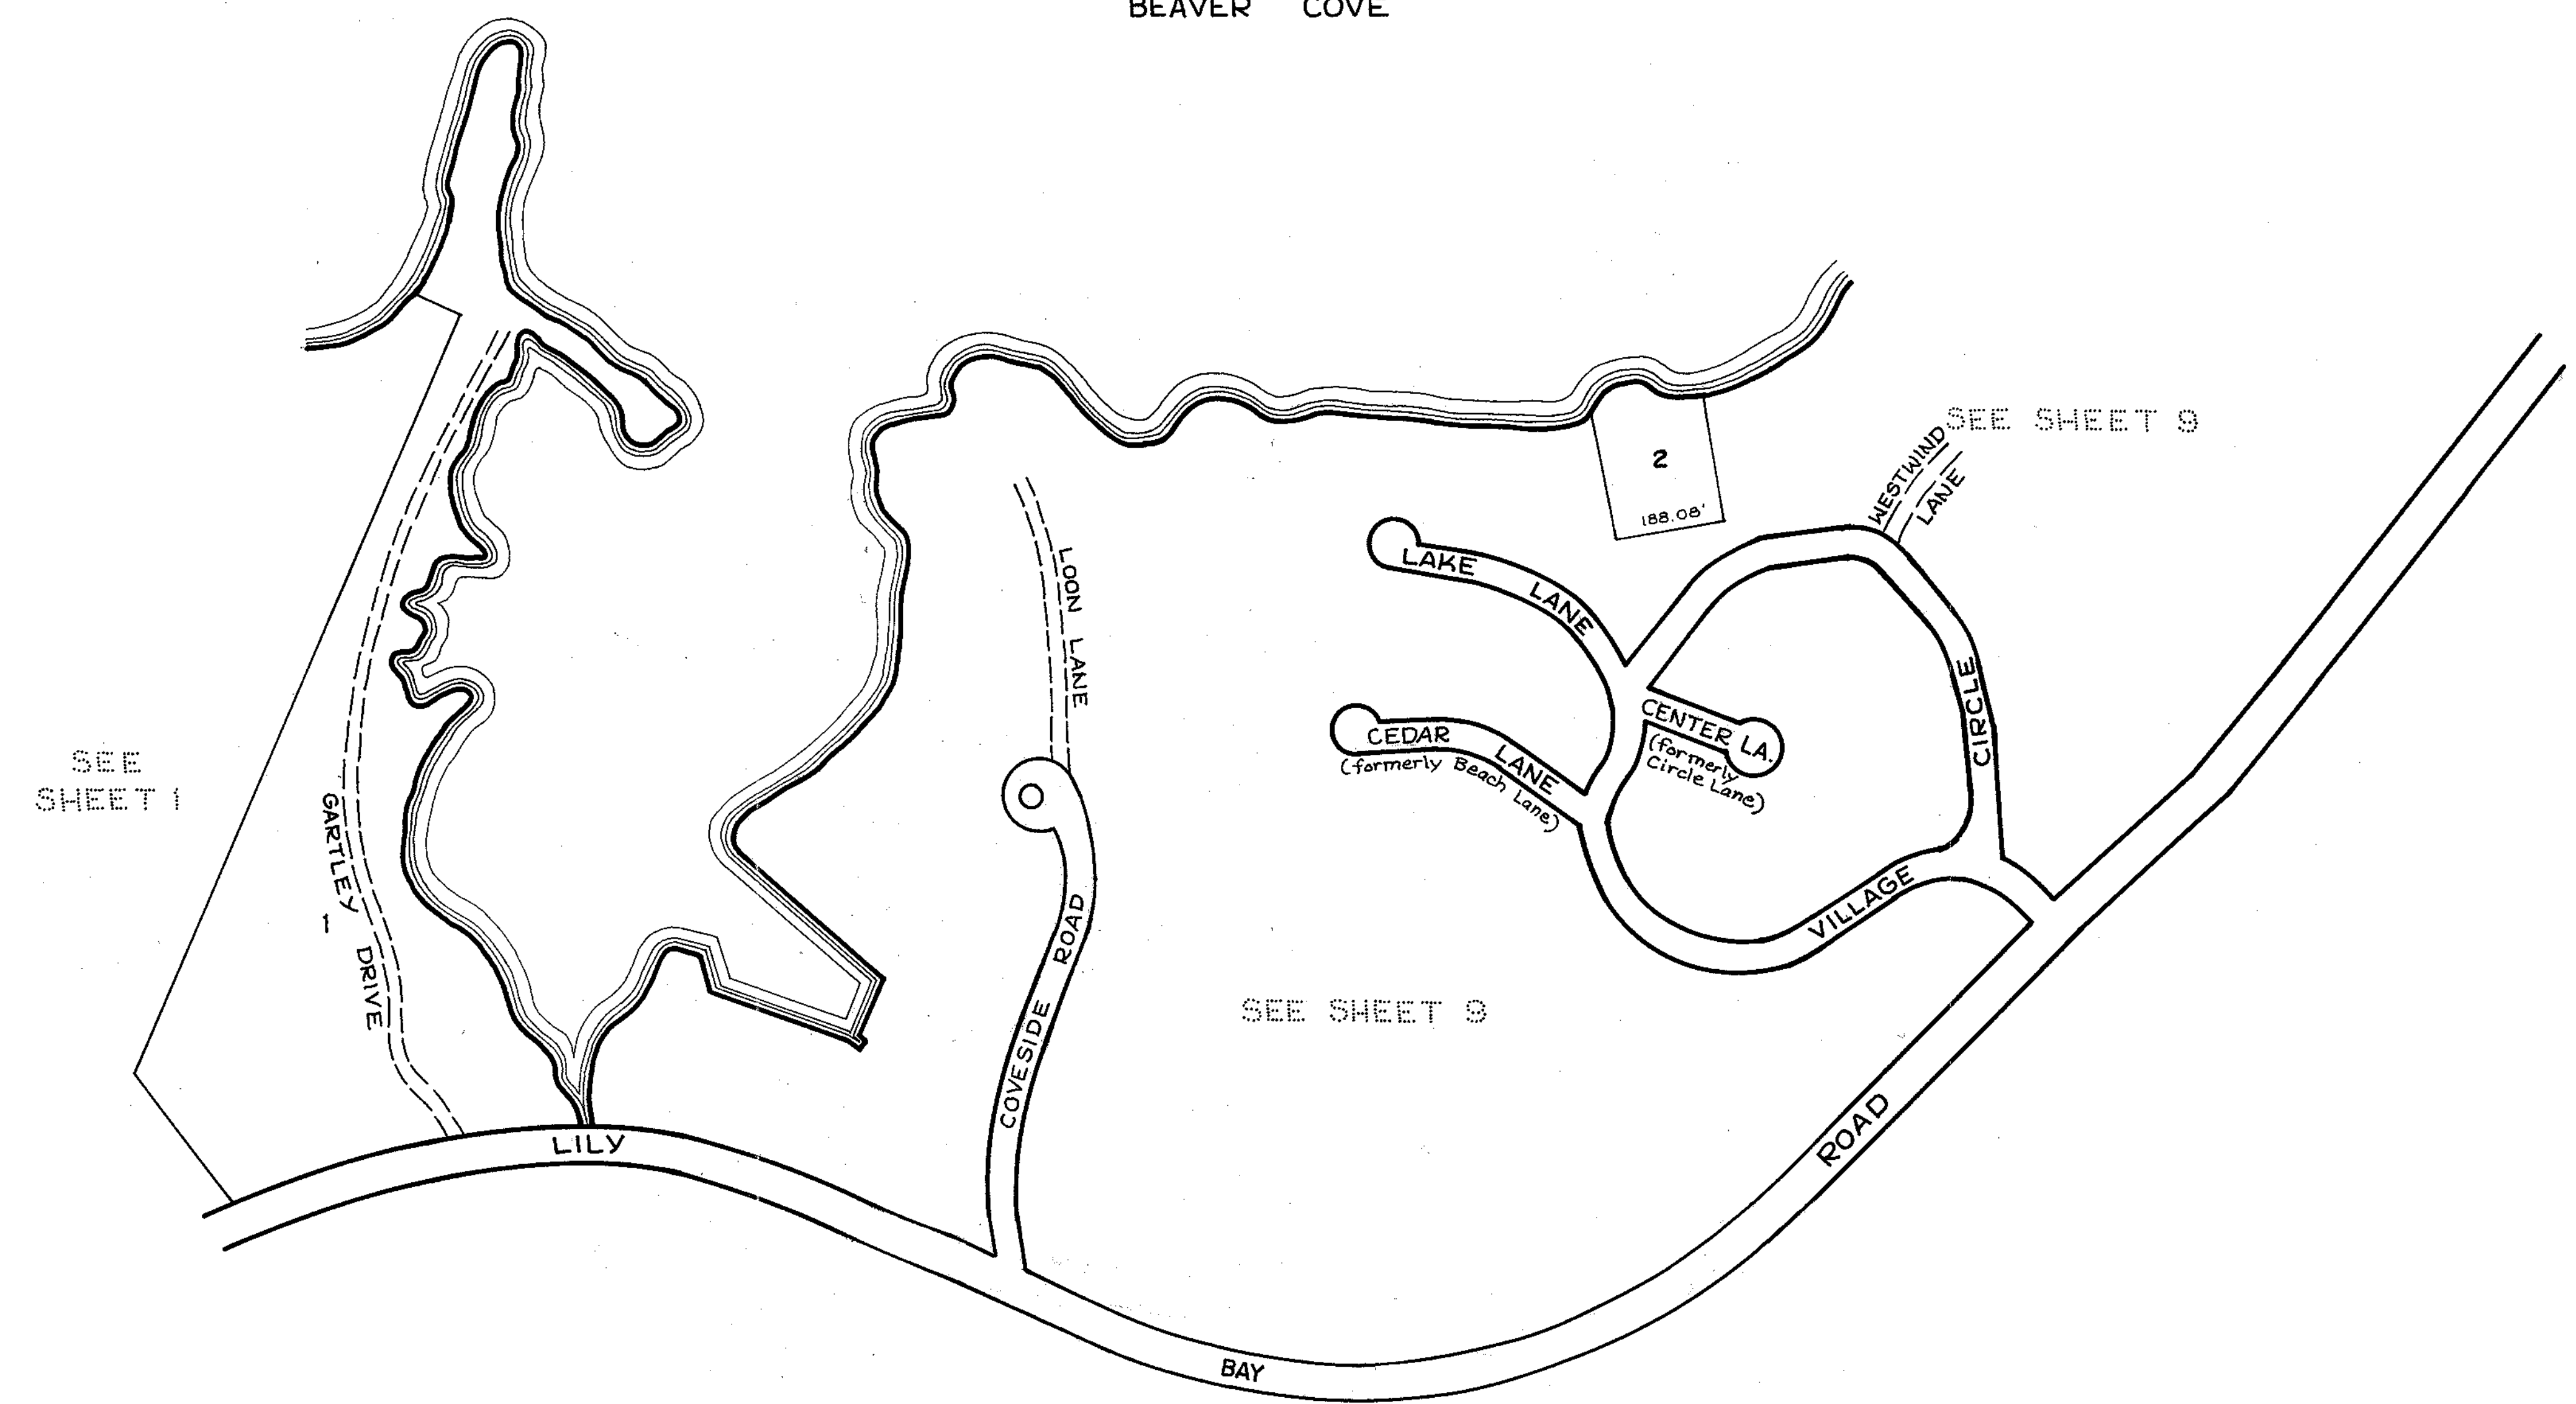 BEAVER COVE
SEE SHEET 9
WESTWIND
LANE
2
188.08'
LAKE LANE
LOON LANE
CENTER LA.
(formerly
Circle Lane)
CEDAR LANE
(formerly Beach Lane)
VILLAGE CIRCLE
SEE
SHEET 1
GARTLEY DRIVE
1
COVESIDE ROAD
SEE SHEET 9
LILY BAY ROAD